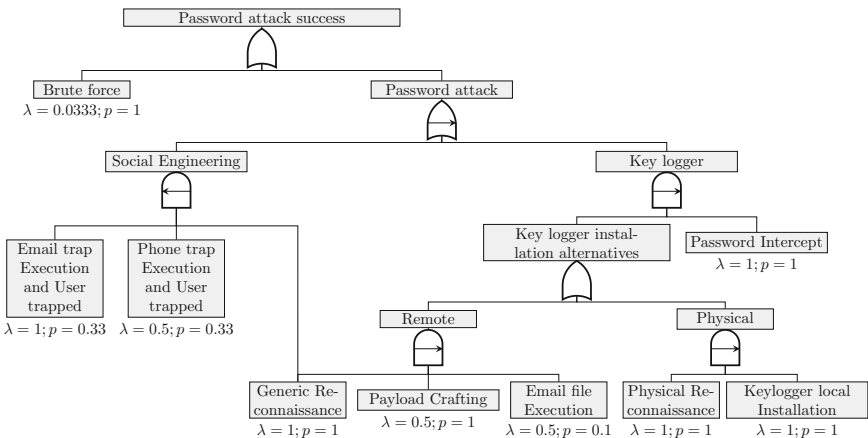 Password attack success
Brute force
λ = 0.0333; p = 1
Password attack
Social Engineering
Key logger
Email trap
Execution
and User
trapped
λ = 1; p = 0.33
Phone trap
Execution
and User
trapped
λ = 0.5; p = 0.33
Key logger instal-
lation alternatives
Password Intercept
λ = 1; p = 1
Remote
Physical
Generic Re-
connaissance
λ = 1; p = 1
Payload Crafting
λ = 0.5; p = 1
Email file
Execution
λ = 0.5; p = 0.1
Physical Re-
connaissance
λ = 1; p = 1
Keylogger local
Installation
λ = 1; p = 1